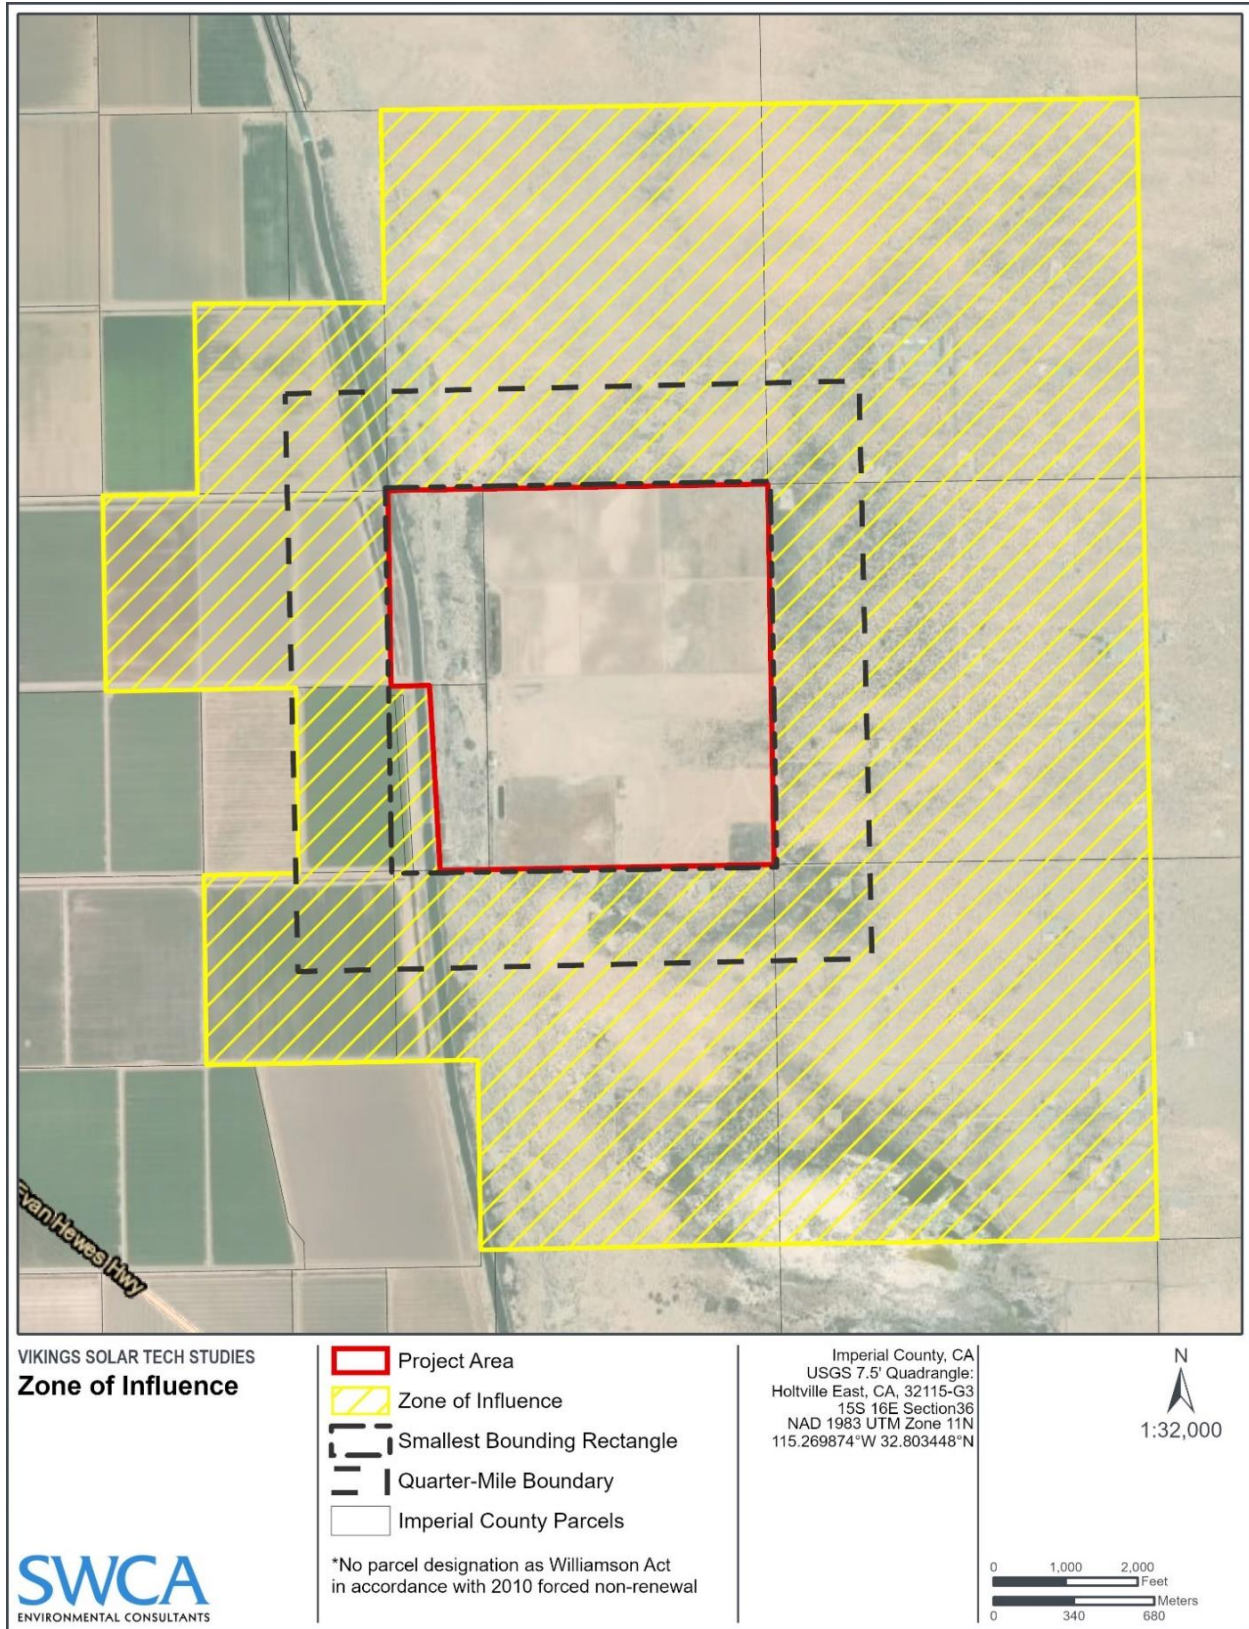 Evan Hewes Hwy
VIKINGS SOLAR TECH STUDIES
Zone of Influence
SWCA
ENVIRONMENTAL CONSULTANTS
Project Area
Zone of Influence
Smallest Bounding Rectangle
Quarter-Mile Boundary
Imperial County Parcels
*No parcel designation as Williamson Act
in accordance with 2010 forced non-renewal
Imperial County, CA
USGS 7.5' Quadrangle:
Holtville East, CA, 32115-G3
15S 16E Section36
NAD 1983 UTM Zone 11N
115.269874°W 32.803448°N
N
1:32,000
0 1,000 2,000
Feet
Meters
0 340 680